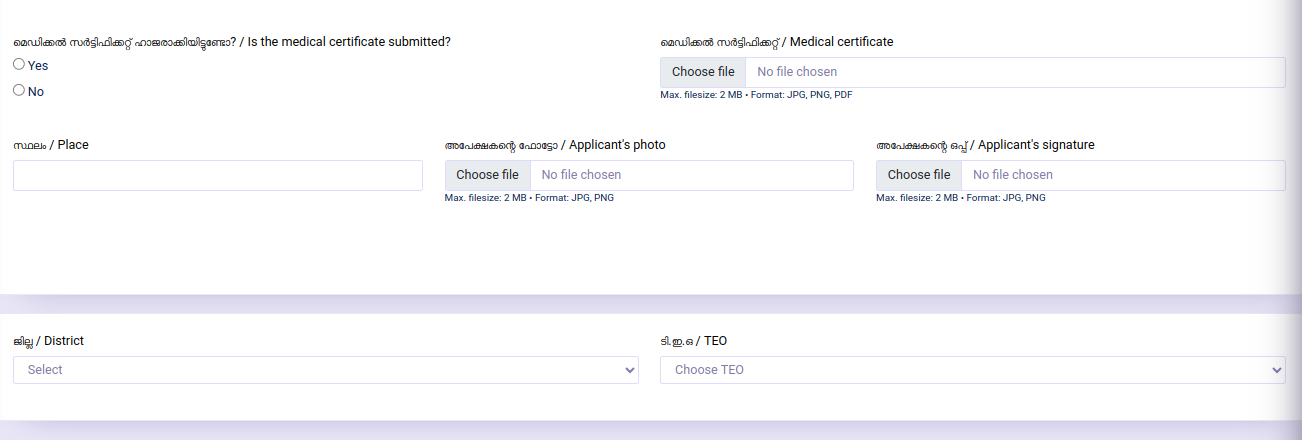 മെഡിക്കൽ സർട്ടിഫിക്കറ്റ് ഹാജരാക്കിയിട്ടുണ്ടോ? / Is the medical certificate submitted?
Yes
No
മെഡിക്കൽ സർട്ടിഫിക്കറ്റ് / Medical certificate
Choose file No file chosen
Max. filesize: 2 MB • Format: JPG, PNG, PDF
സ്ഥലം / Place
അപേക്ഷകന്റെ ഫോട്ടോ / Applicant's photo
Choose file No file chosen
Max. filesize: 2 MB • Format: JPG, PNG
അപേക്ഷകന്റെ ഒപ്പ് / Applicant's signature
Choose file No file chosen
Max. filesize: 2 MB • Format: JPG, PNG
ജില്ല / District
Select
ടി.ഇ.ഒ / TEO
Choose TEO